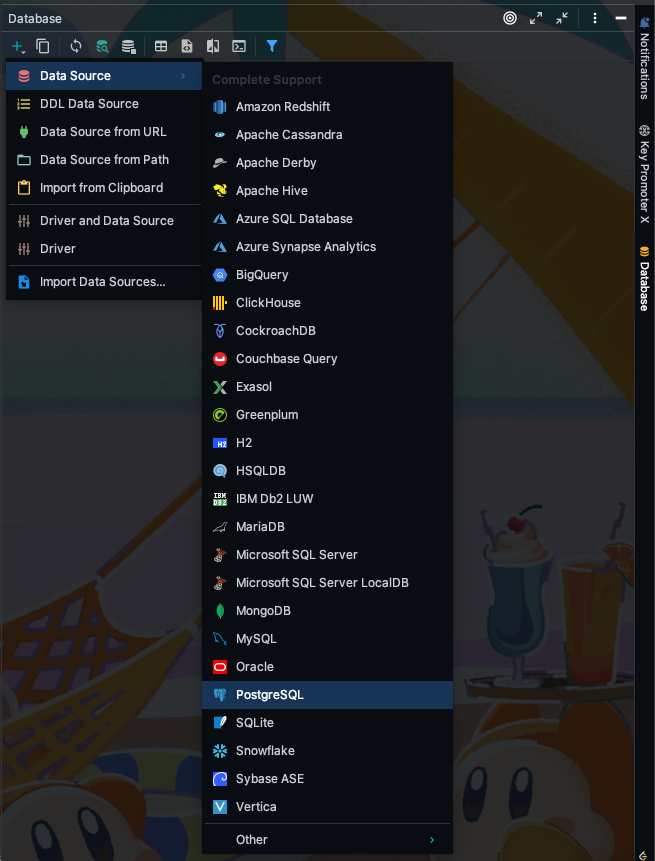 Database
Data Source
DDL Data Source
Data Source from URL
Data Source from Path
Import from Clipboard
Driver and Data Source
Driver
Import Data Sources...
Complete Support
Amazon Redshift
Apache Cassandra
Apache Derby
Apache Hive
Azure SQL Database
Azure Synapse Analytics
BigQuery
ClickHouse
CockroachDB
Couchbase Query
Exasol
Greenplum
H2
H2
HSQLDB
IBM DB2
IBM Db2 LUW
MariaDB
Microsoft SQL Server
Microsoft SQL Server LocalDB
MongoDB
MySQL
Oracle
PostgreSQL
SQLite
Snowflake
Sybase ASE
Vertica
Other
Notifications
Key Promoter X
Database